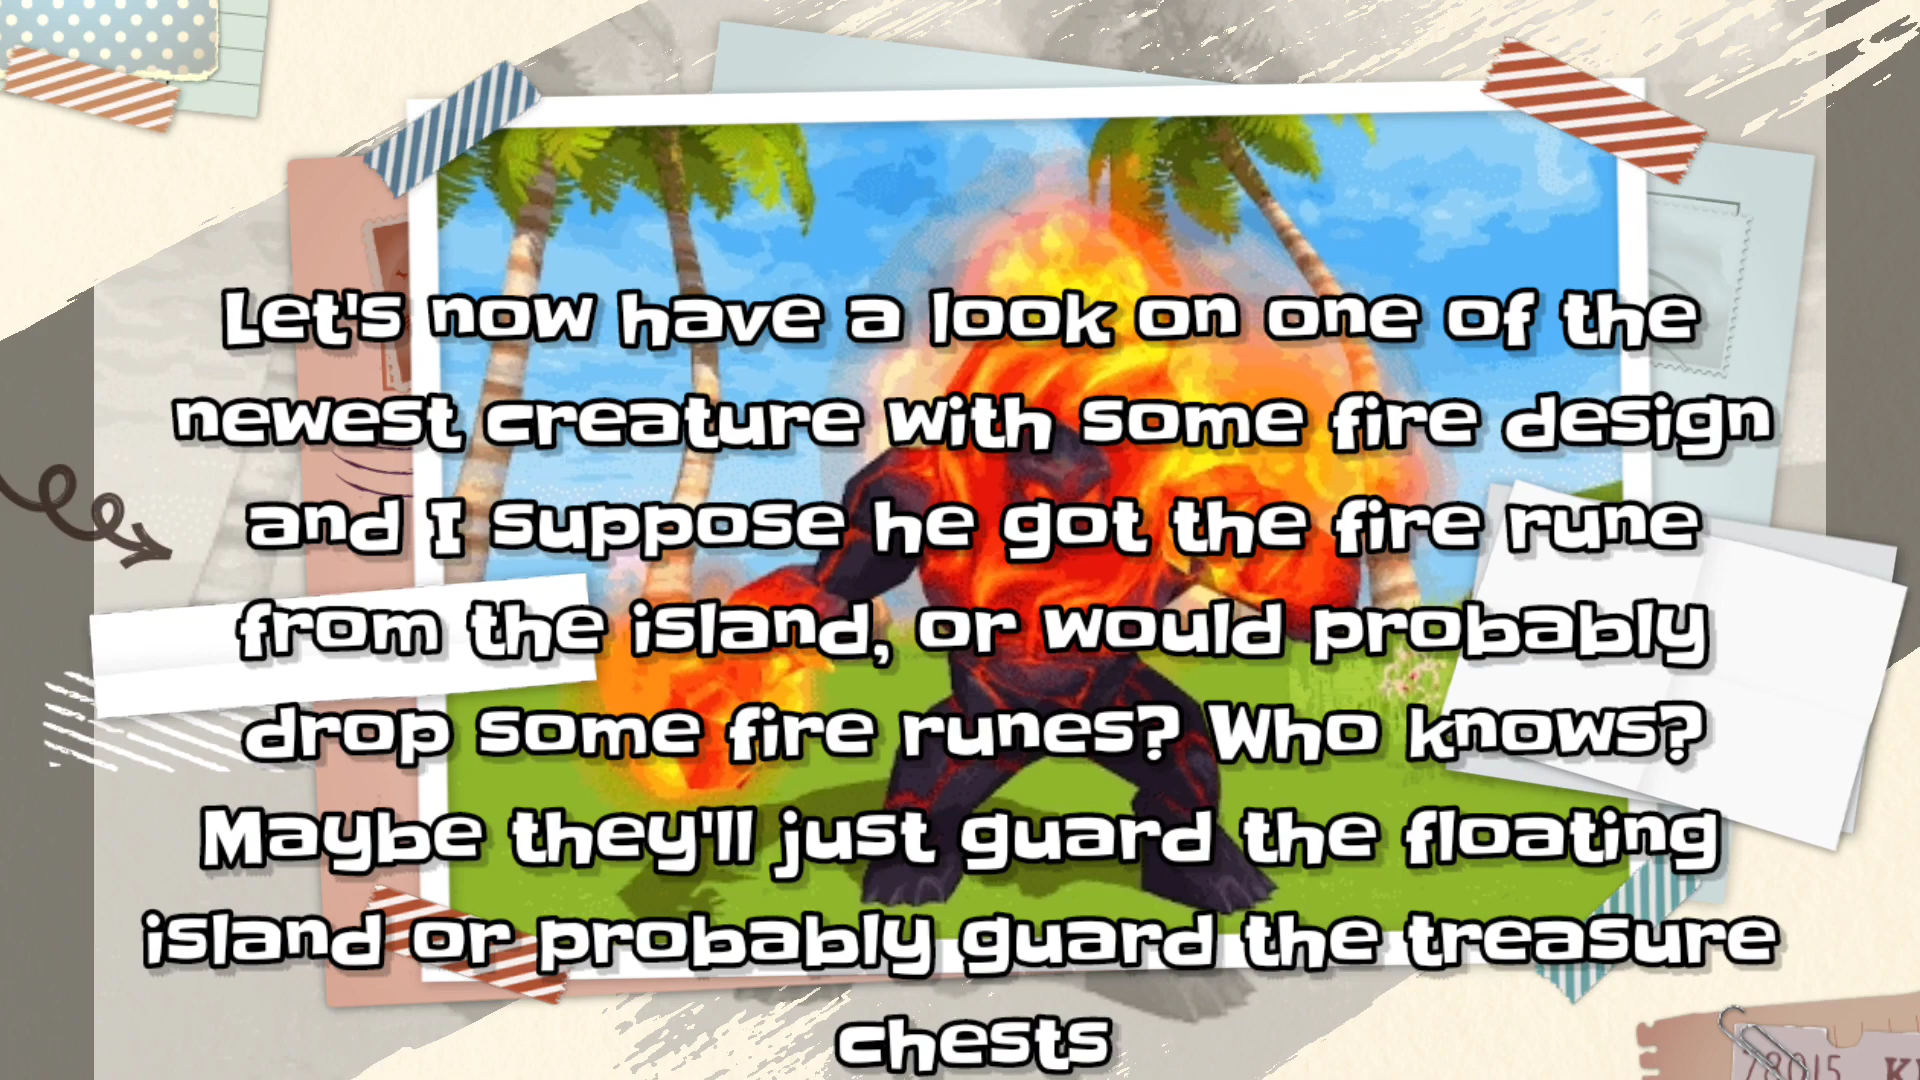 Let's now have a look on one of the
newest creature with some fire design
and I suppose he got the fire rune
from the island, or would probably
drop some fire runes? Who knows?
Maybe they'll just guard the floating
island or probably guard the treasure
chests
78015